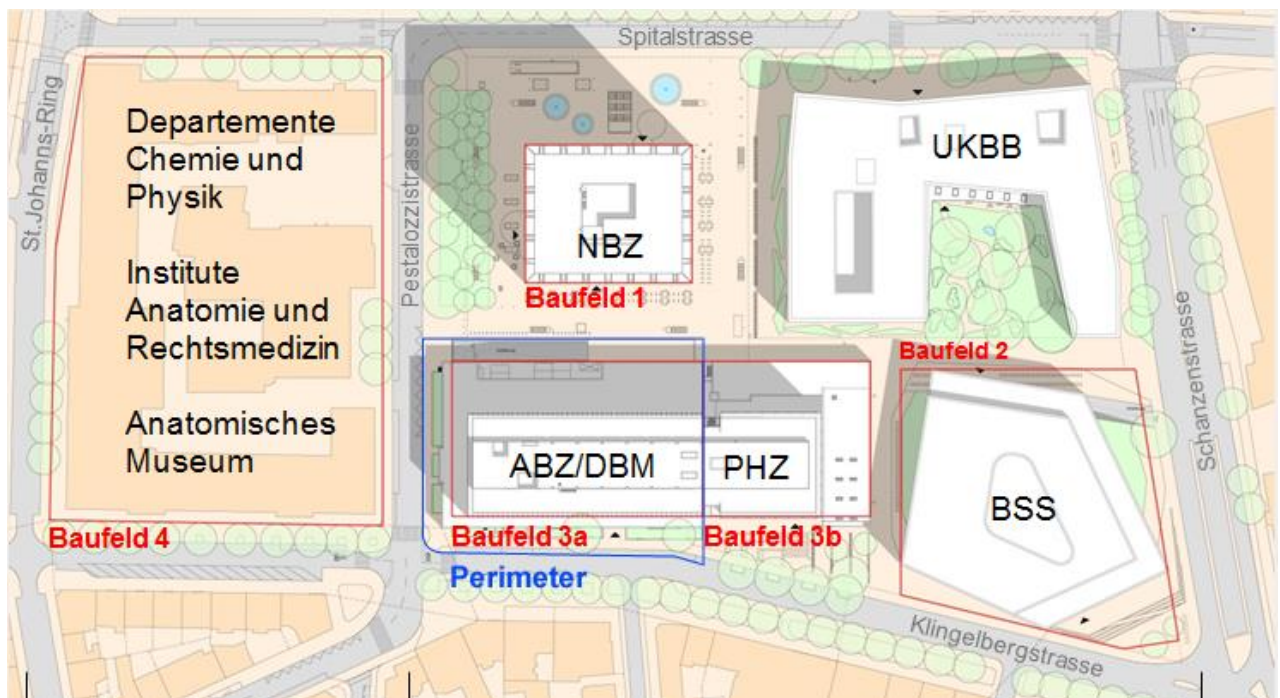 Spitalstrasse
St.Johanns-Ring
Departemente
Chemie und
Physik
Institute
Anatomie und
Rechtsmedizin
Anatomisches
Museum
Baufeld 4
Pestalozzistrasse
NBZ
Baufeld 1
UKBB
Baufeld 2
Schanzenstrasse
ABZ/DBM
PHZ
BSS
Baufeld 3a
Baufeld 3b
Perimeter
Klingelbergstrasse